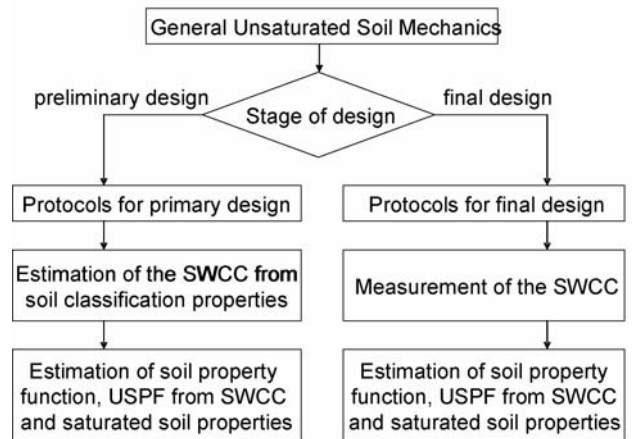 General Unsaturated Soil Mechanics
preliminary design
Stage of design
final design
Protocols for primary design
Protocols for final design
Estimation of the SWCC from
soil classification properties
Measurement of the SWCC
Estimation of soil property
function, USPF from SWCC
and saturated soil properties
Estimation of soil property
function, USPF from SWCC
and saturated soil properties